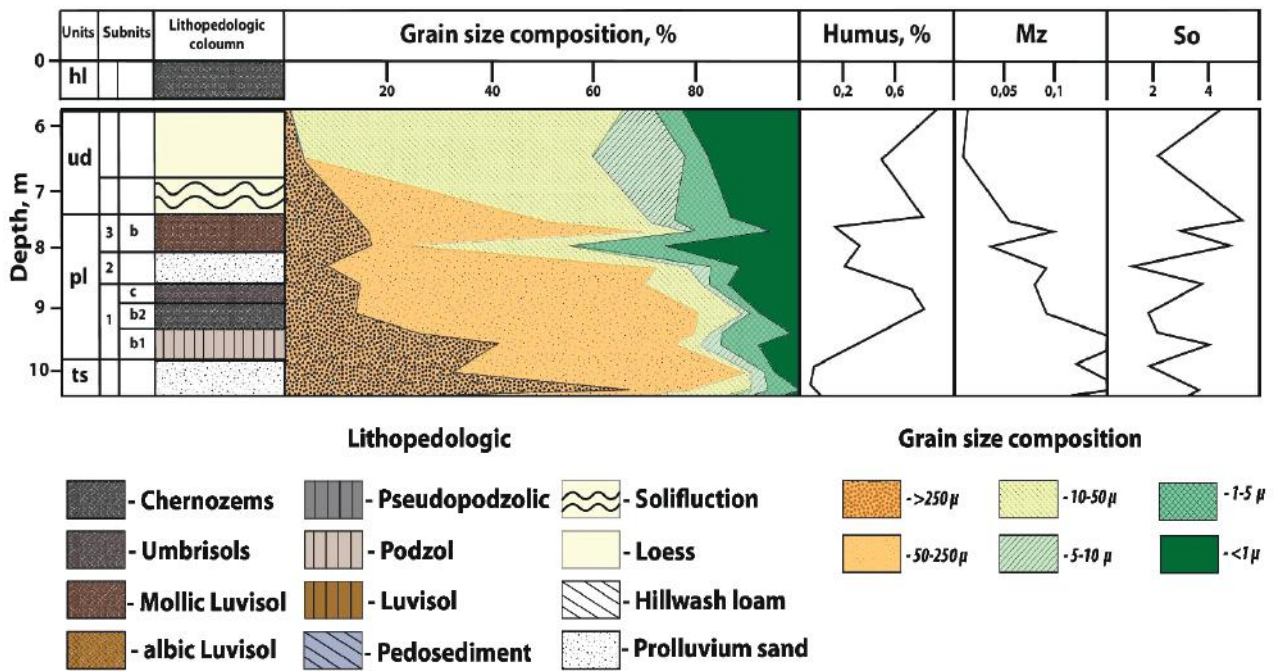 Units Subnits Lithopedologic coloumn Grain size composition, % Humus, % Mz So
0 20 40 60 80 0,2 0,6 0,05 0,1 2 4
hl
Depth, m
6
ud
7
3 b
8
pl
2
c
9
1 b2
b1
10
ts
Lithopedologic Grain size composition
- Chernozems - Pseudopodzolic - Solifluction - >250 µ - 10-50 µ - 1-5 µ
- Umbrisols - Podzol - Loess - 50-250 µ - 5-10 µ - <1 µ
- Mollic Luvisol - Luvisol - Hillwash loam
- albic Luvisol - Pedosediment - Prolluvium sand